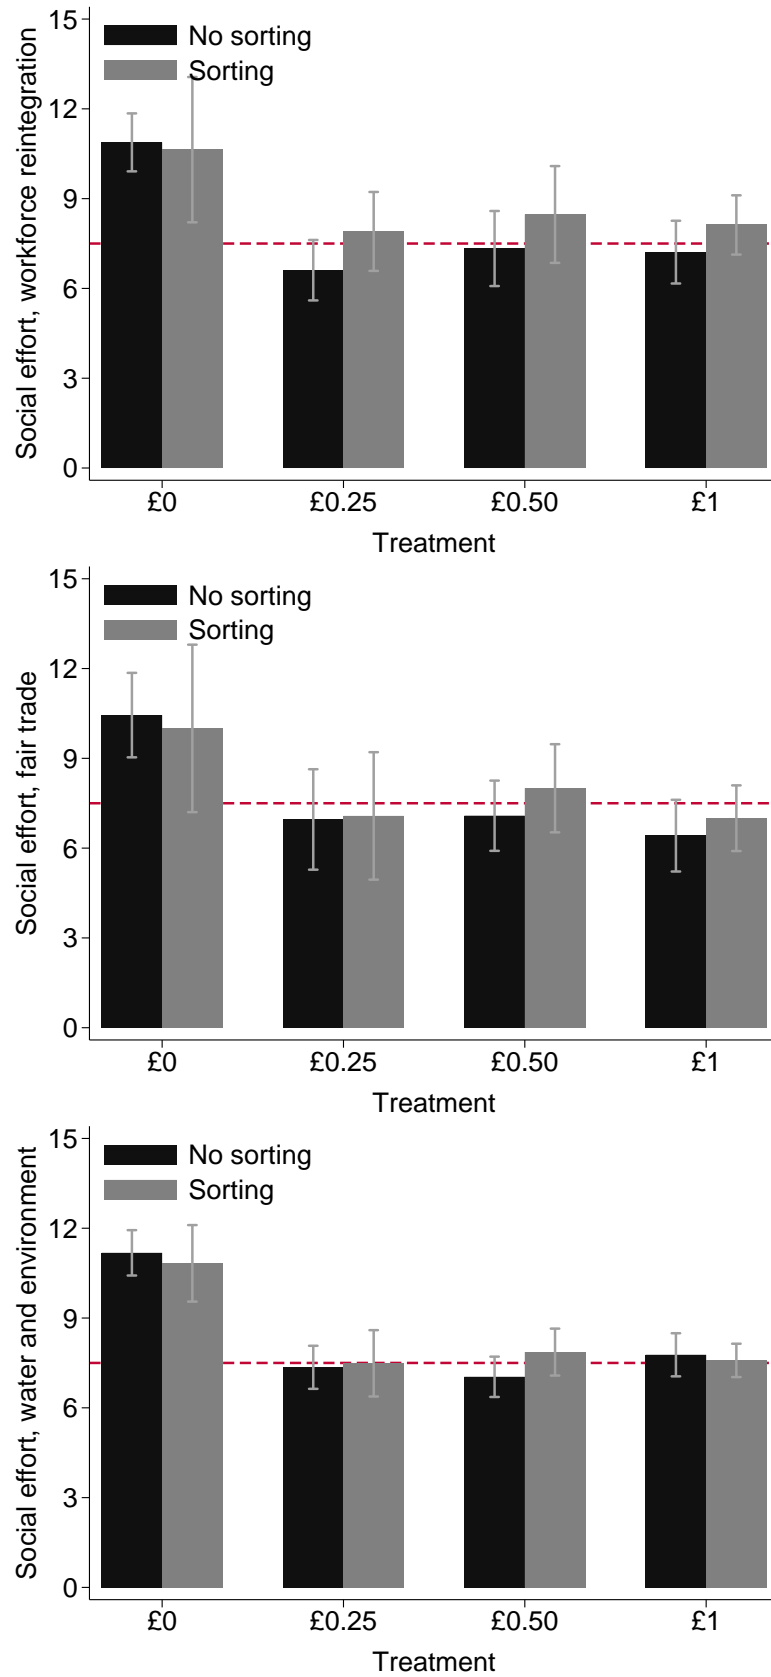 15
No sorting
Sorting
12
9
6
3
0
Social effort, workforce reintegration
£0 £0.25 £0.50 £1
Treatment
15
No sorting
Sorting
12
9
6
3
0
Social effort, fair trade
£0 £0.25 £0.50 £1
Treatment
15
No sorting
Sorting
12
9
6
3
0
Social effort, water and environment
£0 £0.25 £0.50 £1
Treatment